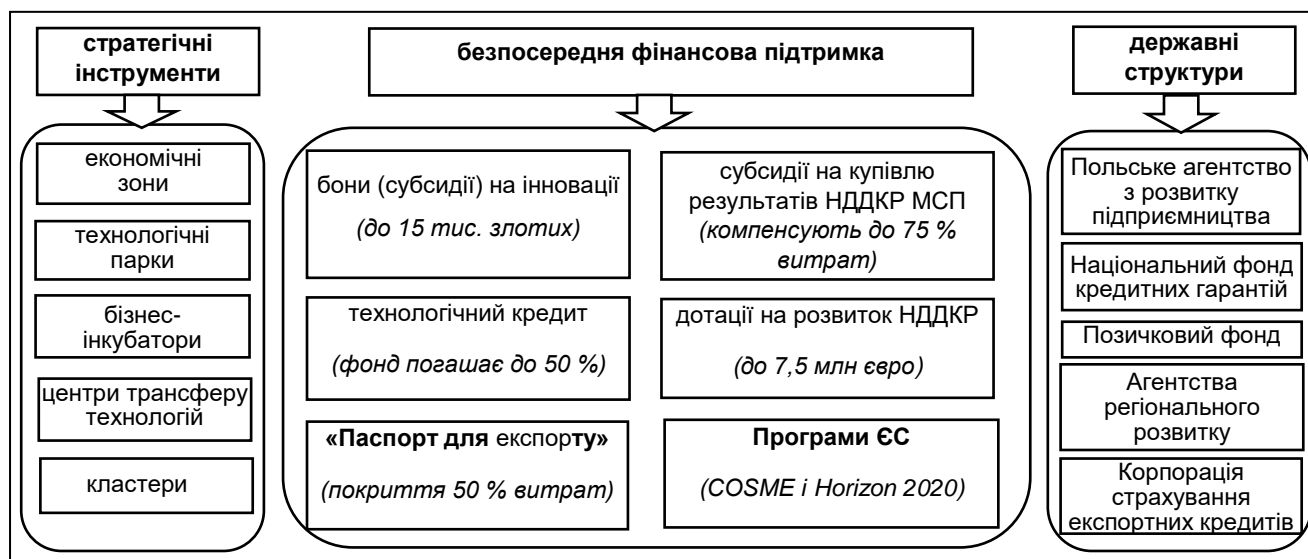 стратегічні
інструменти
економічні
зони
технологічні
парки
бізнес-
інкубатори
центри трансферу
технологій
кластери
безпосередня фінансова підтримка
бони (субсидії) на інновації
(до 15 тис. злотих)
субсидії на купівлю
результатів НДДКР МСП
(компенсують до 75 %
витрат)
технологічний кредит
(фонд погашає до 50 %)
дотації на розвиток НДДКР
(до 7,5 млн євро)
«Паспорт для експорту»
(покриття 50 % витрат)
Програми ЄС
(COSME і Horizon 2020)
державні
структури
Польське агентство
з розвитку
підприємництва
Національний фонд
кредитних гарантій
Позичковий фонд
Агентства
регіонального
розвитку
Корпорація
страхування
експортних кредитів